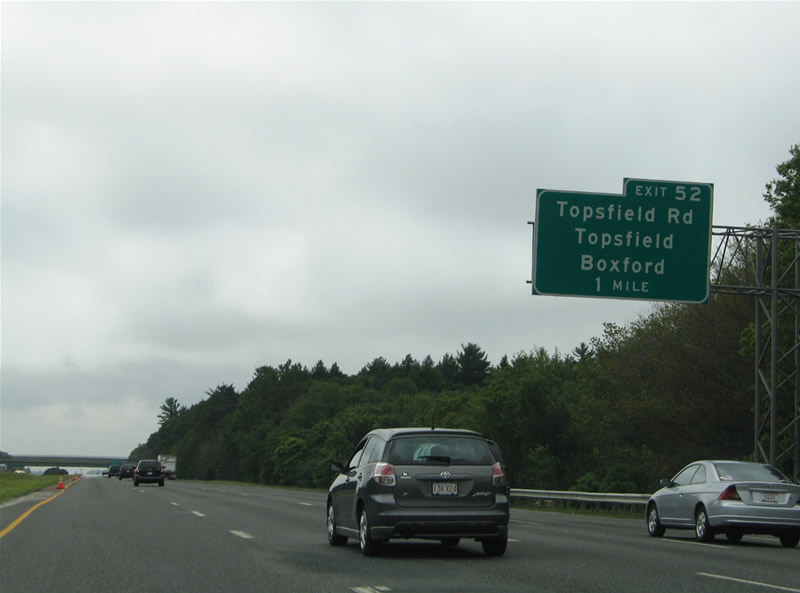 EXIT 52
Topsfield Rd
Topsfield
Boxford
1 MILE